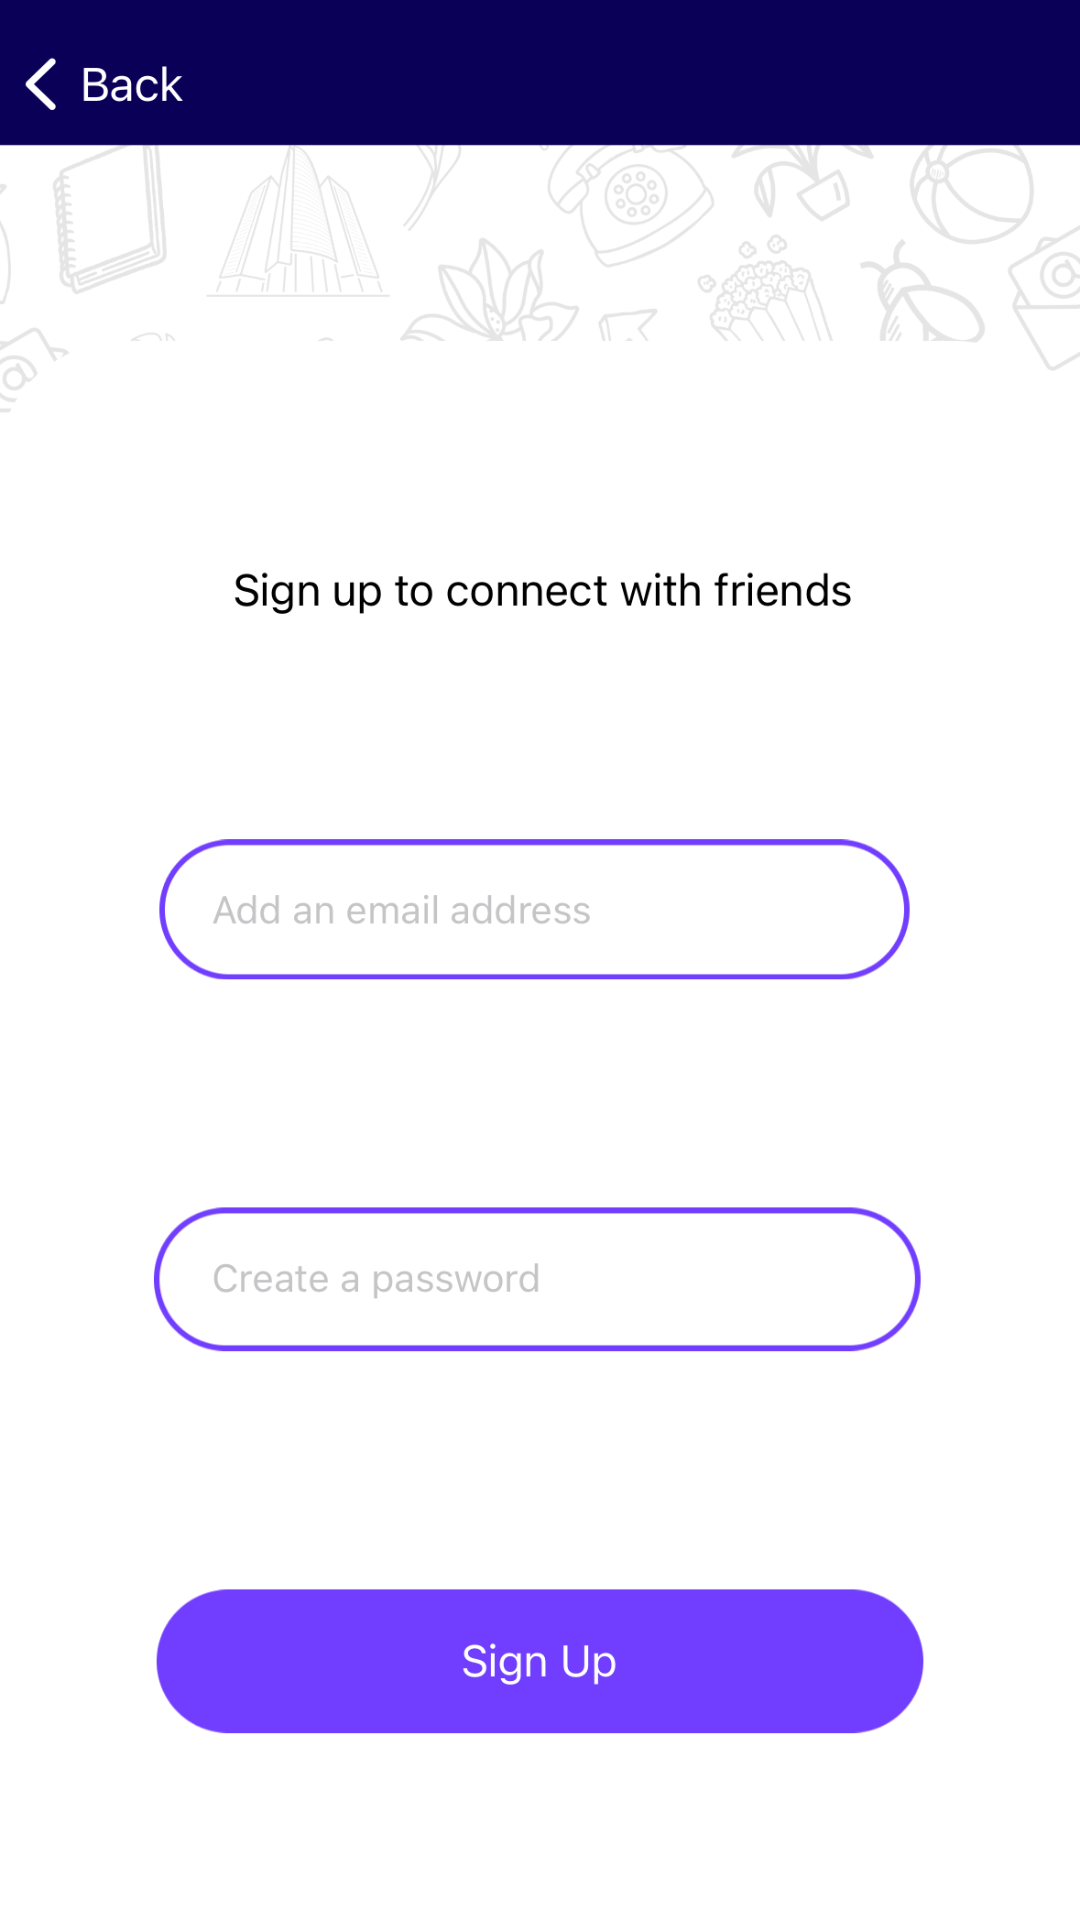 Back
Sign up to connect with friends
Add an email address
Create a password
Sign Up